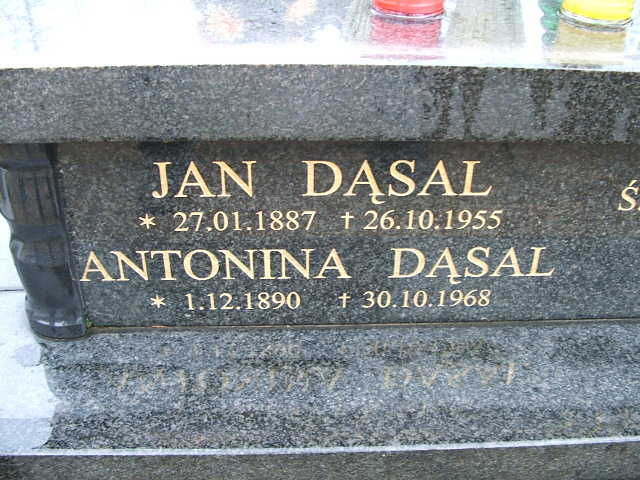 JAN DĄSAL
* 27.01.1887 † 26.10.1955
ANTONINA DĄSAL
* 1.12.1890 † 30.10.1968